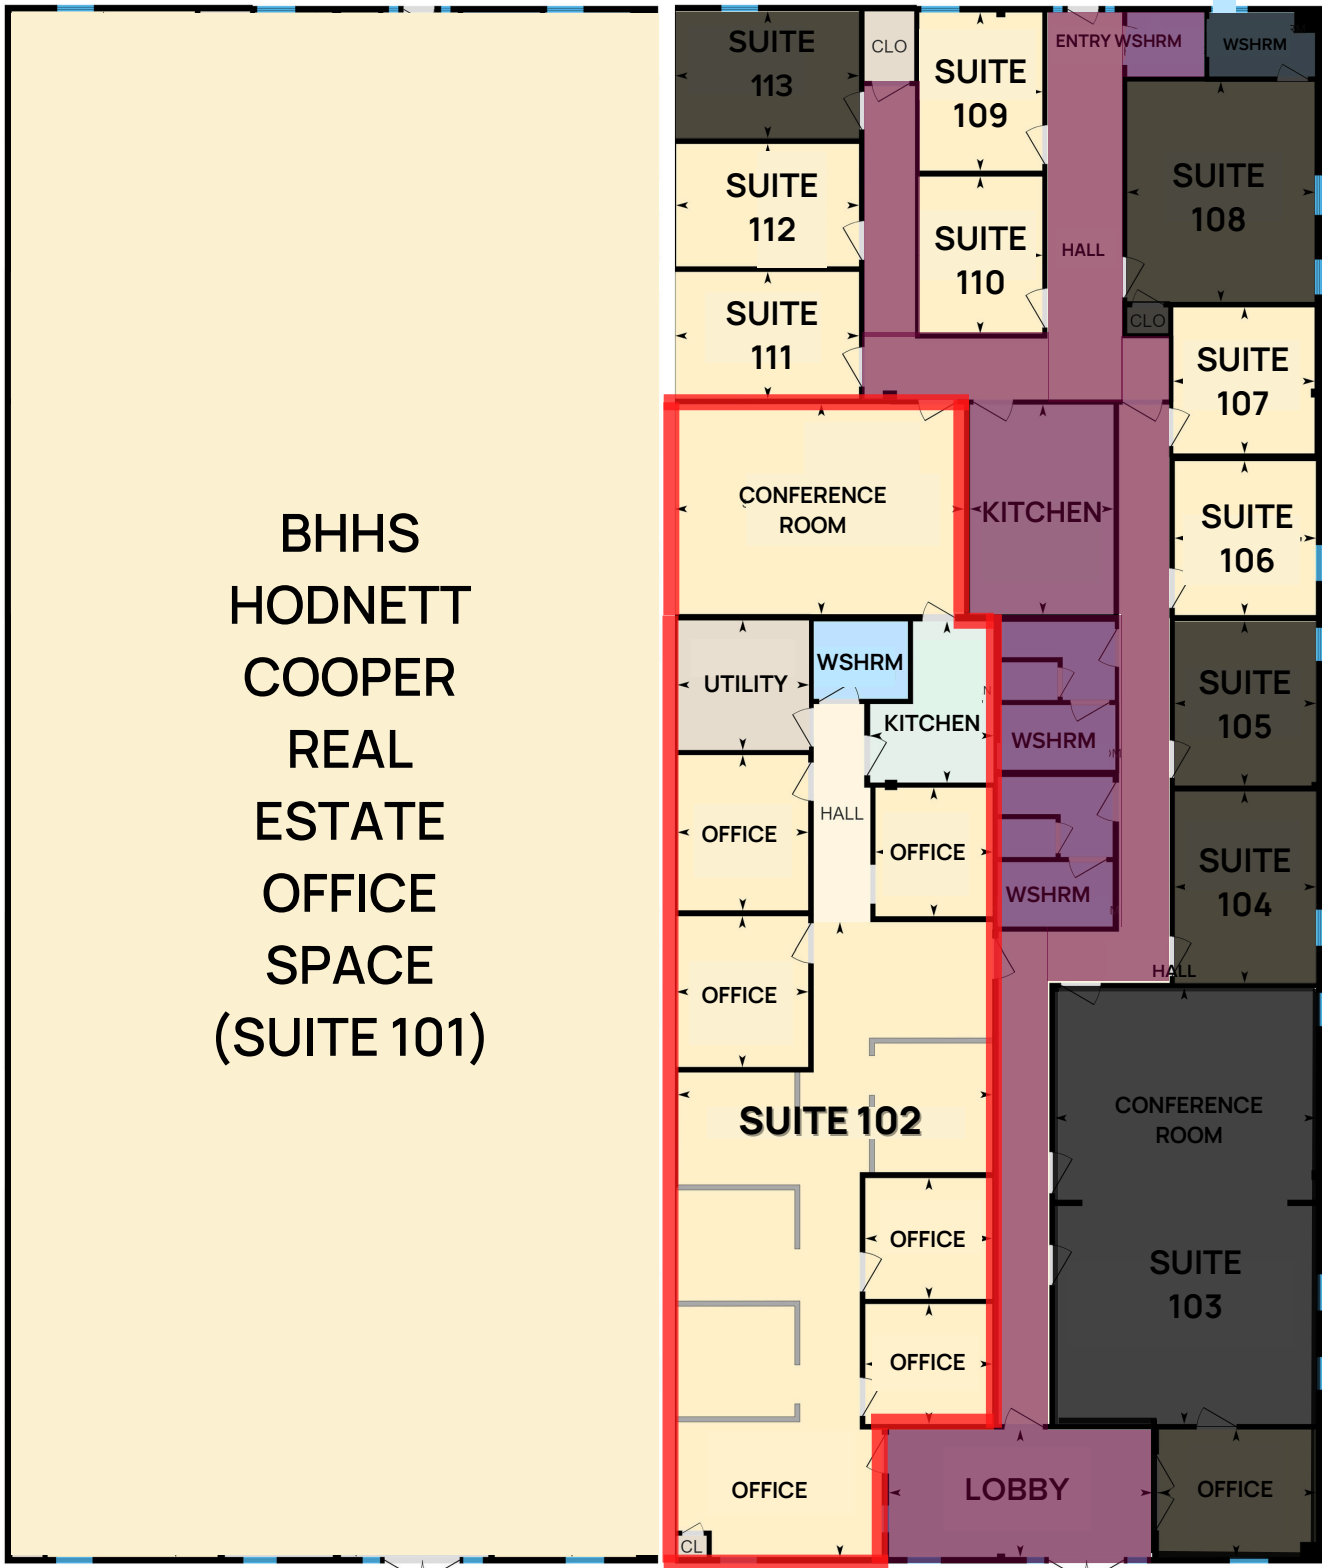 BHHS
HODNETT
COOPER
REAL
ESTATE
OFFICE
SPACE
(SUITE 101)
SUITE
113
CLO
SUITE
109
ENTRY
WSHRM
WSHRM
SUITE
112
SUITE
110
HALL
SUITE
108
SUITE
111
CLO
SUITE
107
CONFERENCE
ROOM
KITCHEN
SUITE
106
UTILITY
WSHRM
KITCHEN
WSHRM
SUITE
105
OFFICE
HALL
OFFICE
WSHRM
SUITE
104
OFFICE
HALL
SUITE 102
CONFERENCE
ROOM
OFFICE
SUITE
103
OFFICE
OFFICE
LOBBY
OFFICE
CL